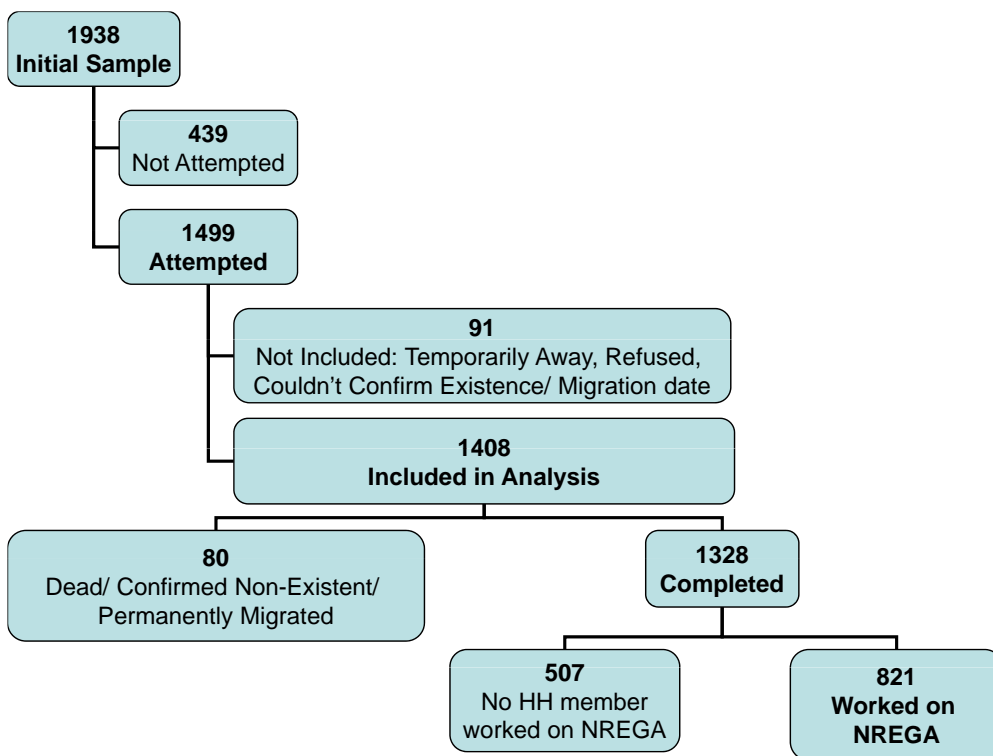 1938
Initial Sample
439
Not Attempted
1499
Attempted
91
Not Included: Temporarily Away, Refused,
Couldn’t Confirm Existence/ Migration date
1408
Included in Analysis
80
Dead/ Confirmed Non-Existent/
Permanently Migrated
1328
Completed
507
No HH member
worked on NREGA
821
Worked on
NREGA